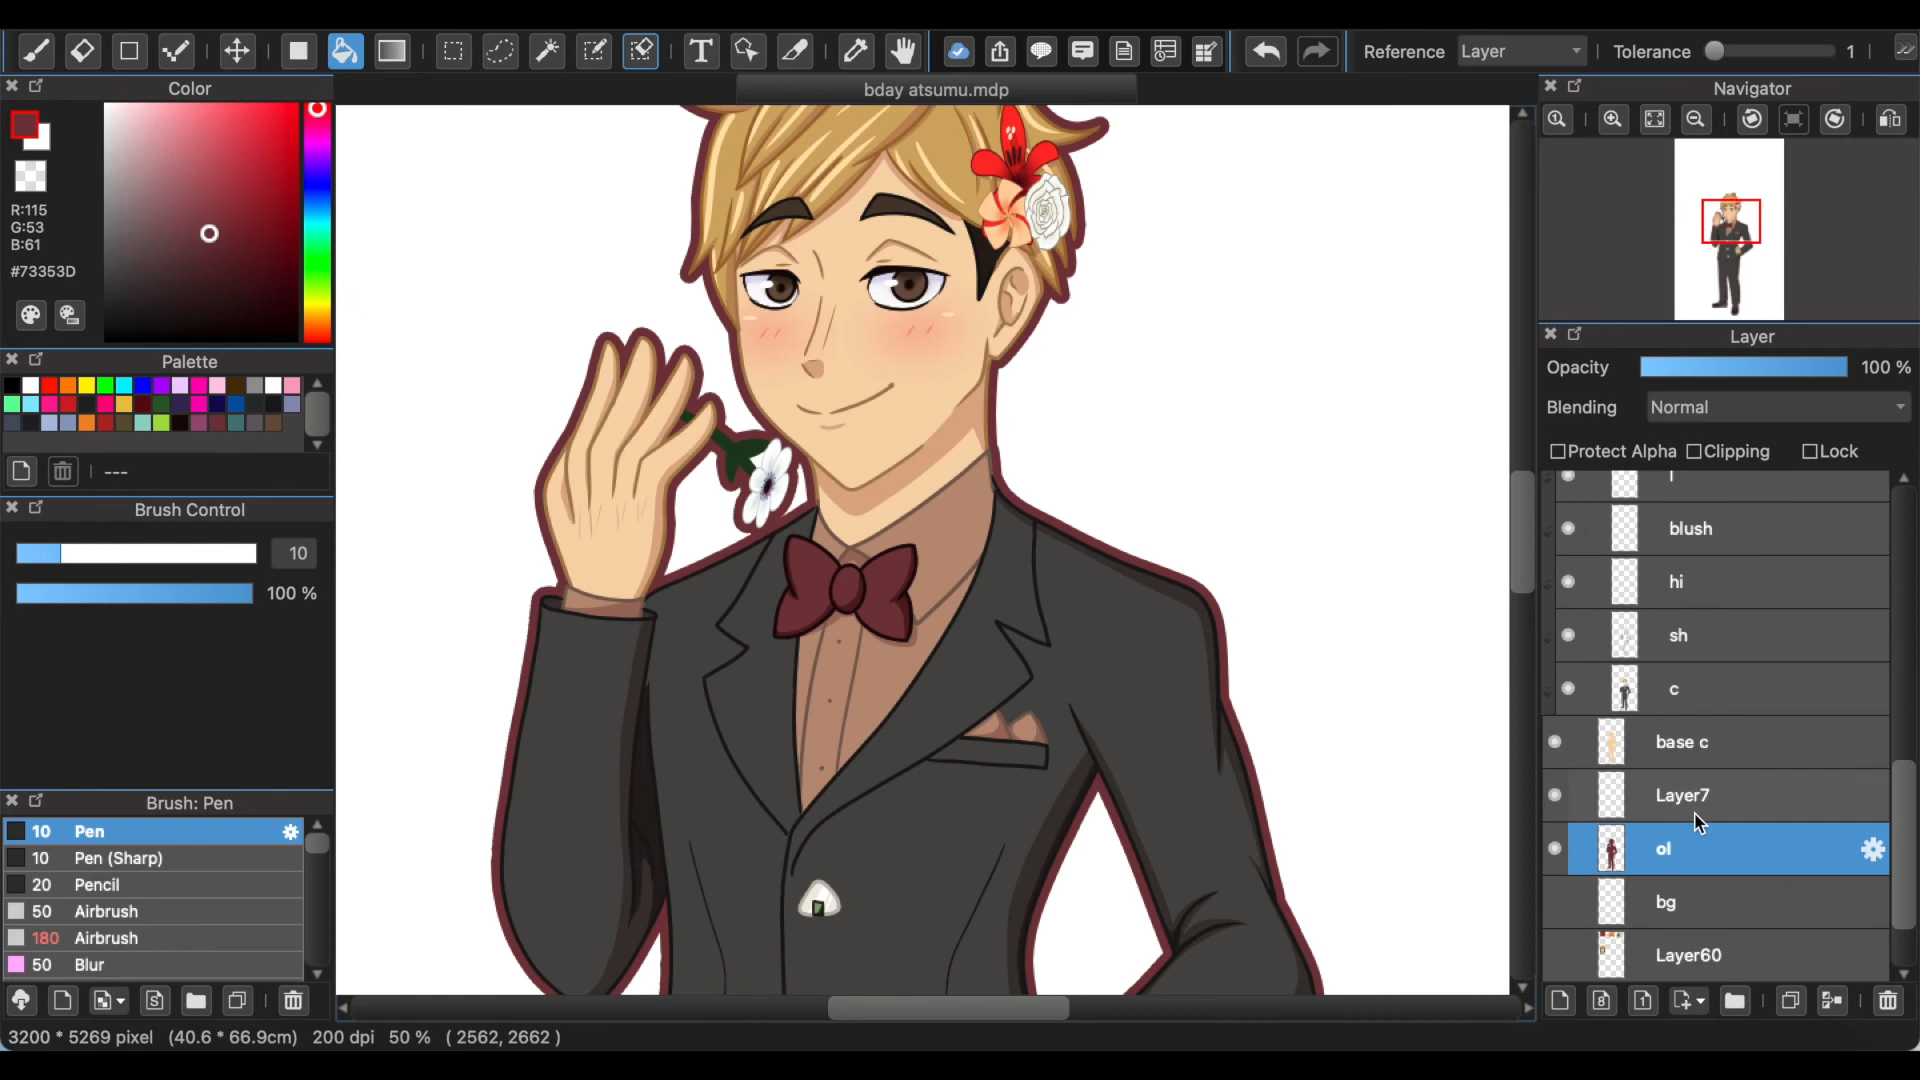 Reference
Layer
Tolerance
1
Color
bday atsumu.mdp
Navigator
R:115
G:53
B:61
#73353D
Palette
---
Brush Control
10
100 %
Brush: Pen
10 Pen
10 Pen (Sharp)
20 Pencil
50 Airbrush
180 Airbrush
50 Blur
Layer
Opacity
100 %
Blending
Normal
Protect Alpha
Clipping
Lock
blush
hi
sh
c
base c
Layer7
ol
bg
Layer60
3200 * 5269 pixel (40.6 * 66.9cm) 200 dpi 50 % ( 2562, 2662 )